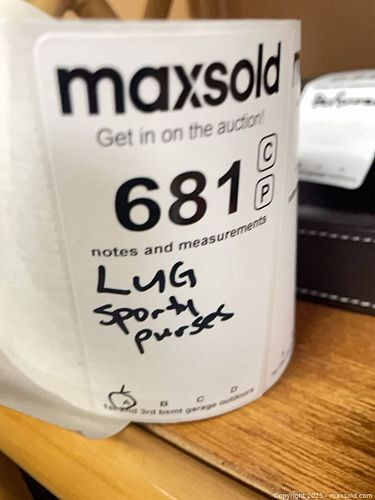 maxsold
Get in on the auction!
681
C
P
notes and measurements
LUG
Sporty
purses
A B C D
1st 2nd 3rd bsmt garage outdoors
Copyright 2025 - maxsold.com